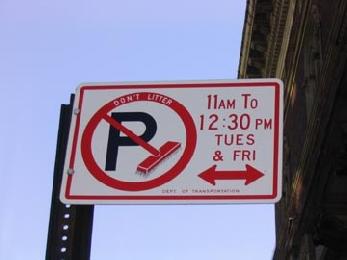 DON'T LITTER
P
11AM TO
12:30 PM
TUES
& FRI
DEPT. OF TRANSPORTATION